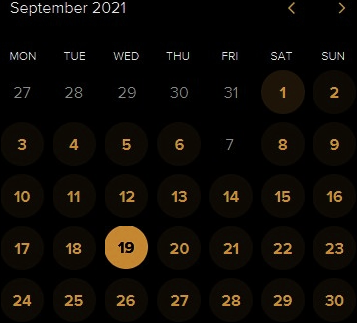 September 2021
MON TUE WED THU FRI SAT SUN
27 28 29 30 31 1 2
3 4 5 6 7 8 9
10 11 12 13 14 15 16
17 18 19 20 21 22 23
24 25 26 27 28 29 30